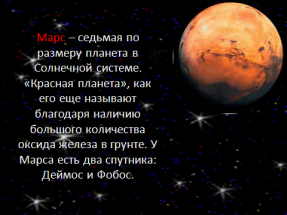 Марс – седьмая по
размеру планета в
Солнечной системе.
«Красная планета», как
его еще называют
благодаря наличию
большого количества
оксида железа в грунте. У
Марса есть два спутника:
Деймос и Фобос.